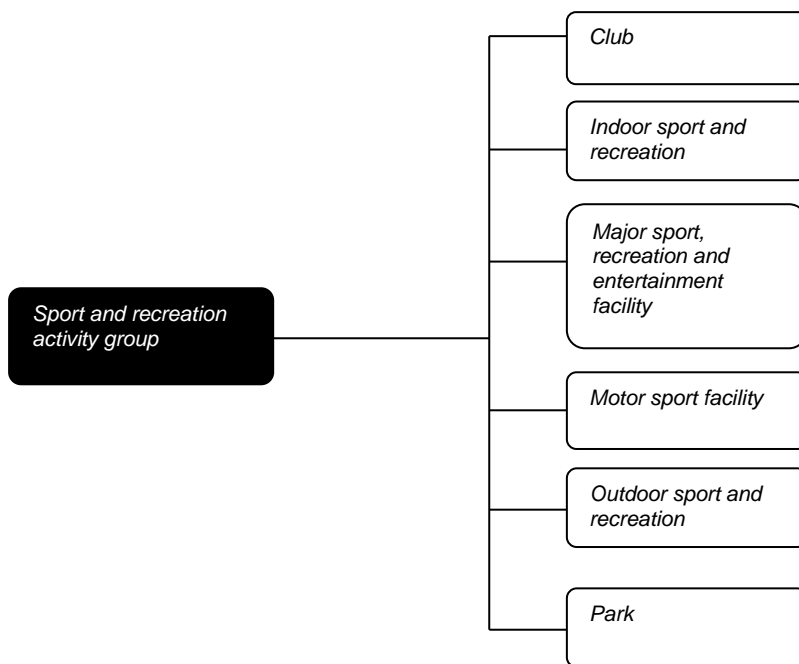 Club
Indoor sport and
recreation
Major sport,
recreation and
entertainment
facility
Sport and recreation
activity group
Motor sport facility
Outdoor sport and
recreation
Park